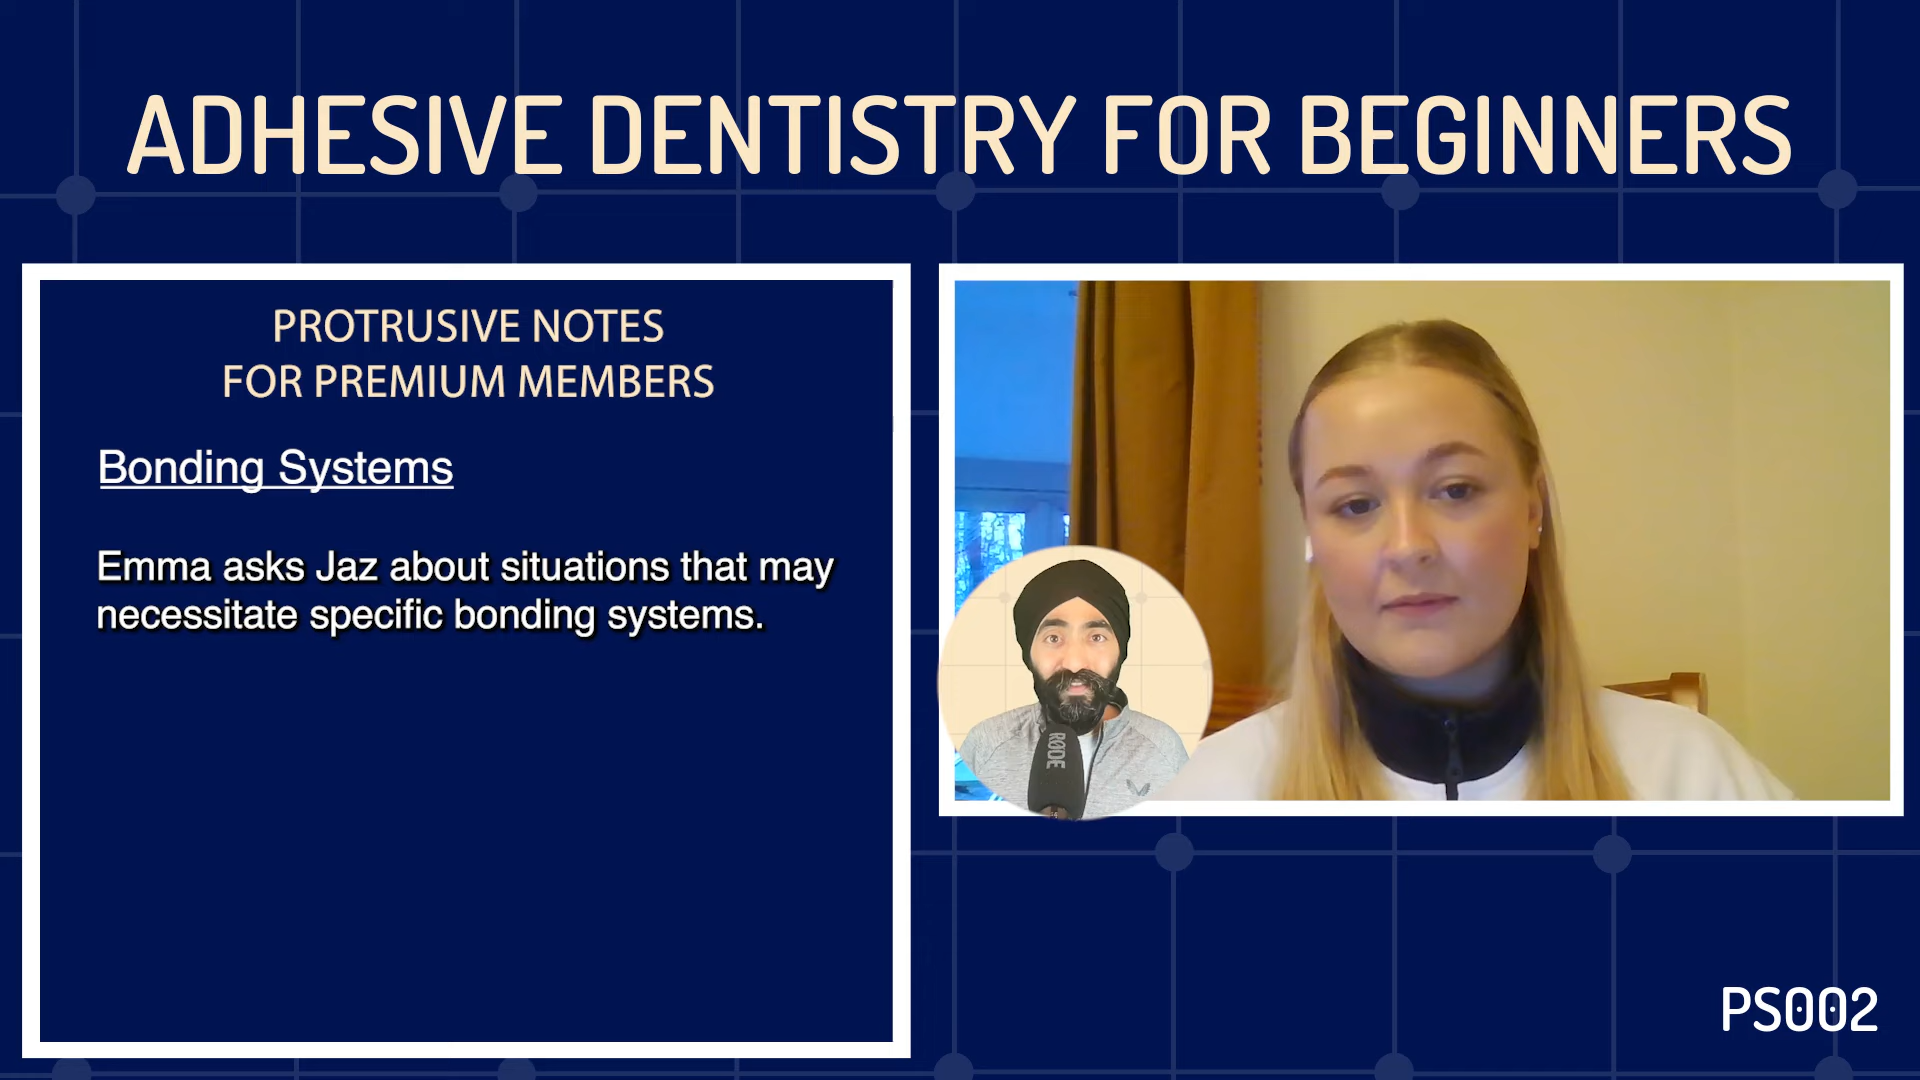 ADHESIVE DENTISTRY FOR BEGINNERS
PROTRUSIVE NOTES
FOR PREMIUM MEMBERS
Bonding Systems
Emma asks Jaz about situations that may
necessitate specific bonding systems.
RØDE
PS002